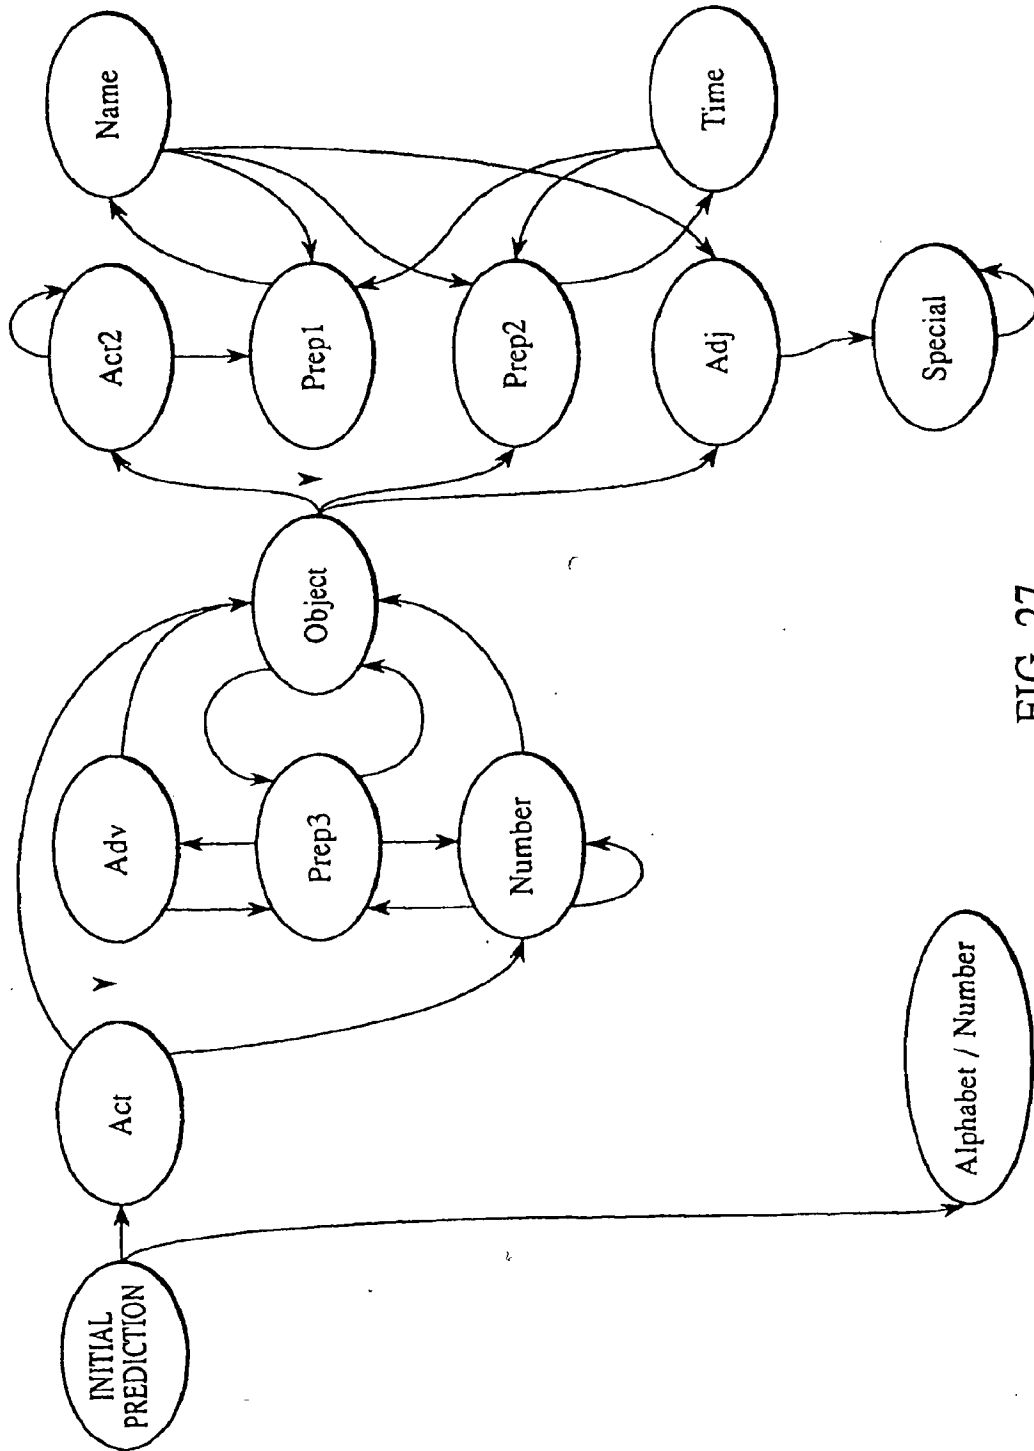 INITIAL
PREDICTION
Act
Alphabet / Number
Adv
Prep3
Number
Object
Act2
Prep1
Prep2
Adj
Special
Name
Time
FIG. 27